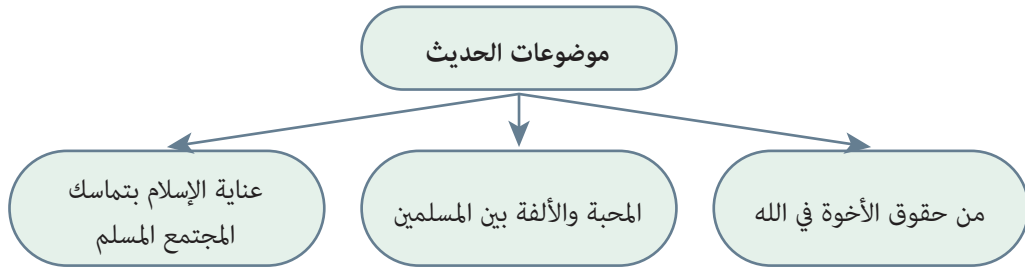 موضوعات الحديث
من حقوق الأخوة في الله
المحبة والألفة بين المسلمين
عناية الإسلام بتماسك
المجتمع المسلم